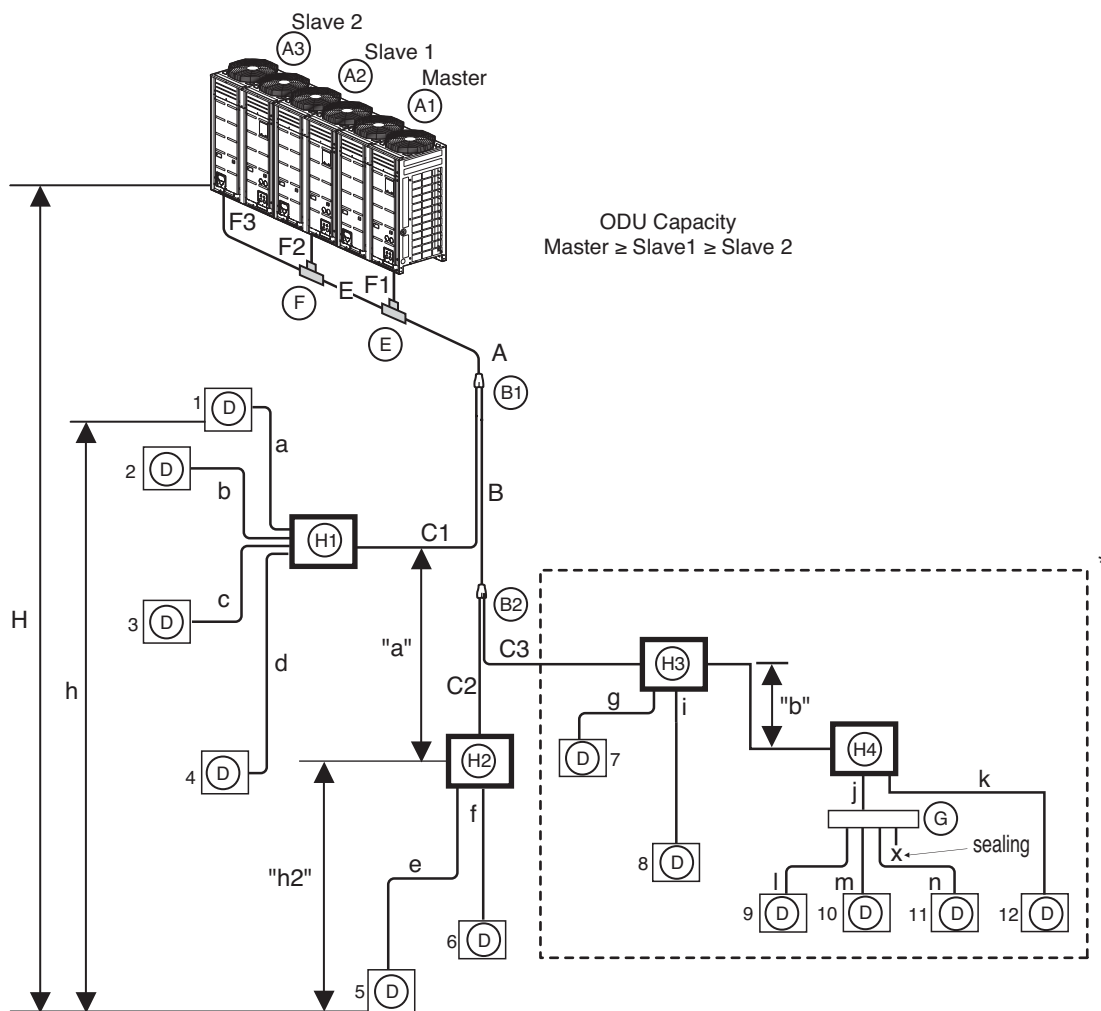 Slave 2
A3
Slave 1
A2
Master
A1
ODU Capacity
Master ≥ Slave1 ≥ Slave 2
F3
F2
F1
E
F
E
A
B1
1 D
a
2 D
b
B
H1
C1
c
3 D
B2
*
H
h
d
"a"
C3
H3
C2
g
i
"b"
4 D
H2
D 7
H4
j
k
f
G
x
sealing
8 D
e
"h2"
l
m
n
9 D
10 D
11 D
12 D
6 D
5 D